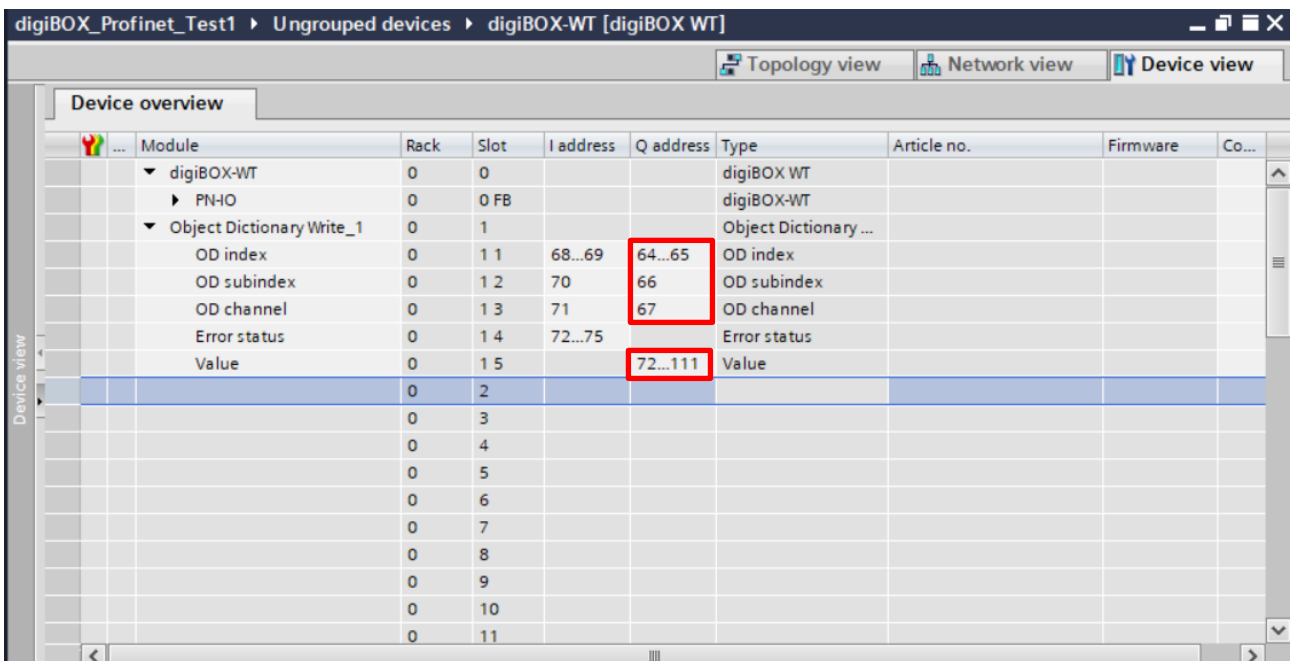 digiBOX_Profinet_Test1 ▸ Ungrouped devices ▸ digiBOX-WT [digiBOX WT]
Topology view Network view Device view
Device overview
... Module Rack Slot I address Q address Type Article no. Firmware Co...
digiBOX-WT 0 0 digiBOX WT
PN-IO 0 0 FB digiBOX-WT
Object Dictionary Write_1 0 1 Object Dictionary ...
OD index 0 1 1 68...69 64...65 OD index
OD subindex 0 1 2 70 66 OD subindex
OD channel 0 1 3 71 67 OD channel
Error status 0 1 4 72...75 Error status
Value 0 1 5 72...111 Value
0 2
0 3
0 4
0 5
0 6
0 7
0 8
0 9
0 10
0 11
Device view